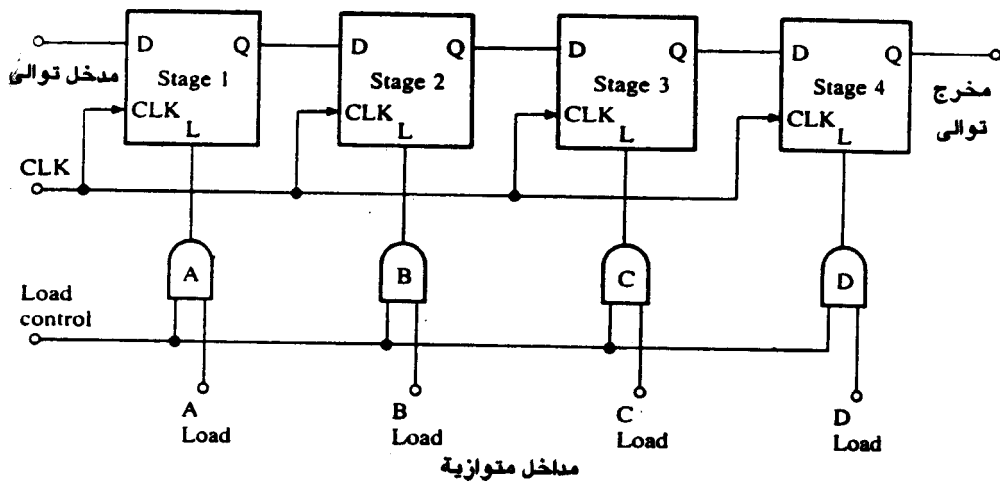 D Q
Stage 1
CLK
L
D Q
Stage 2
CLK
L
D Q
Stage 3
CLK
L
D Q
Stage 4
CLK
L
مدخل توالى
مخرج
توالى
CLK
A
B
C
D
Load
control
A
Load
B
Load
C
Load
D
Load
مداخل متوازية